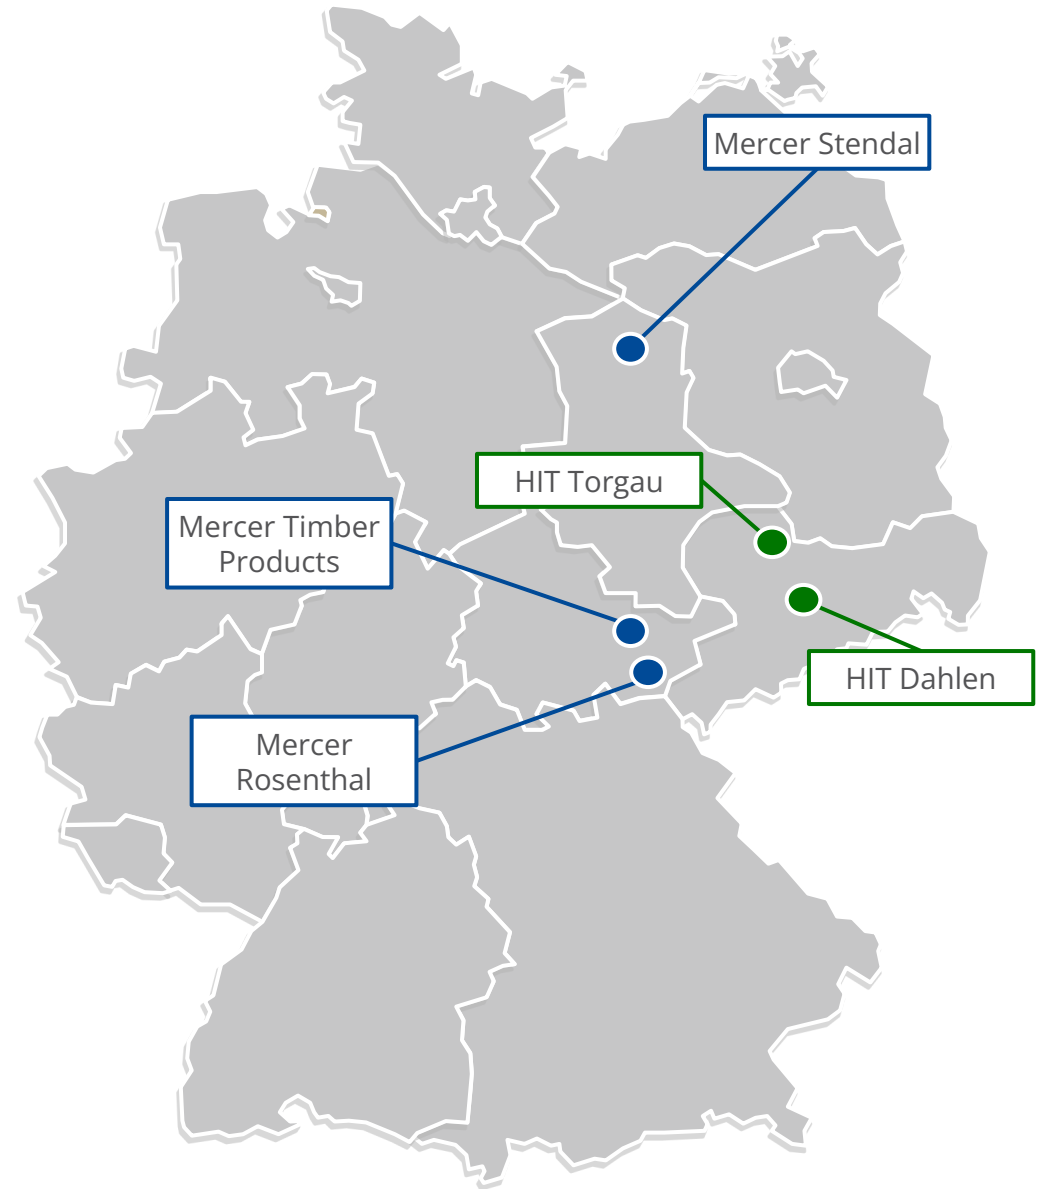 Mercer Stendal
HIT Torgau
Mercer Timber
Products
HIT Dahlen
Mercer
Rosenthal